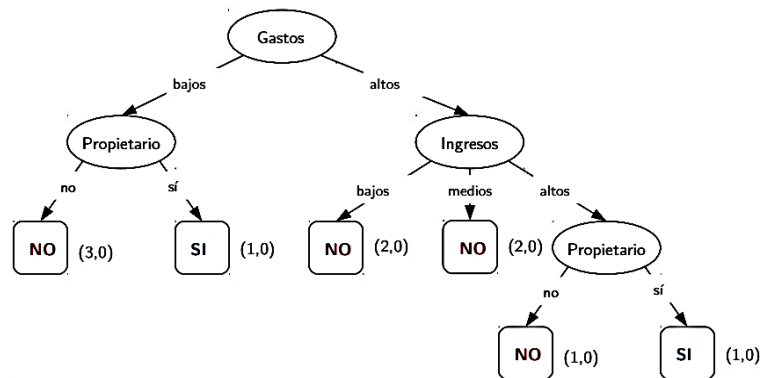 Gastos
bajos altos
Propietario Ingresos
no sí bajos medios altos
NO (3,0) SI (1,0) NO (2,0) NO (2,0) Propietario
no sí
NO (1,0) SI (1,0)